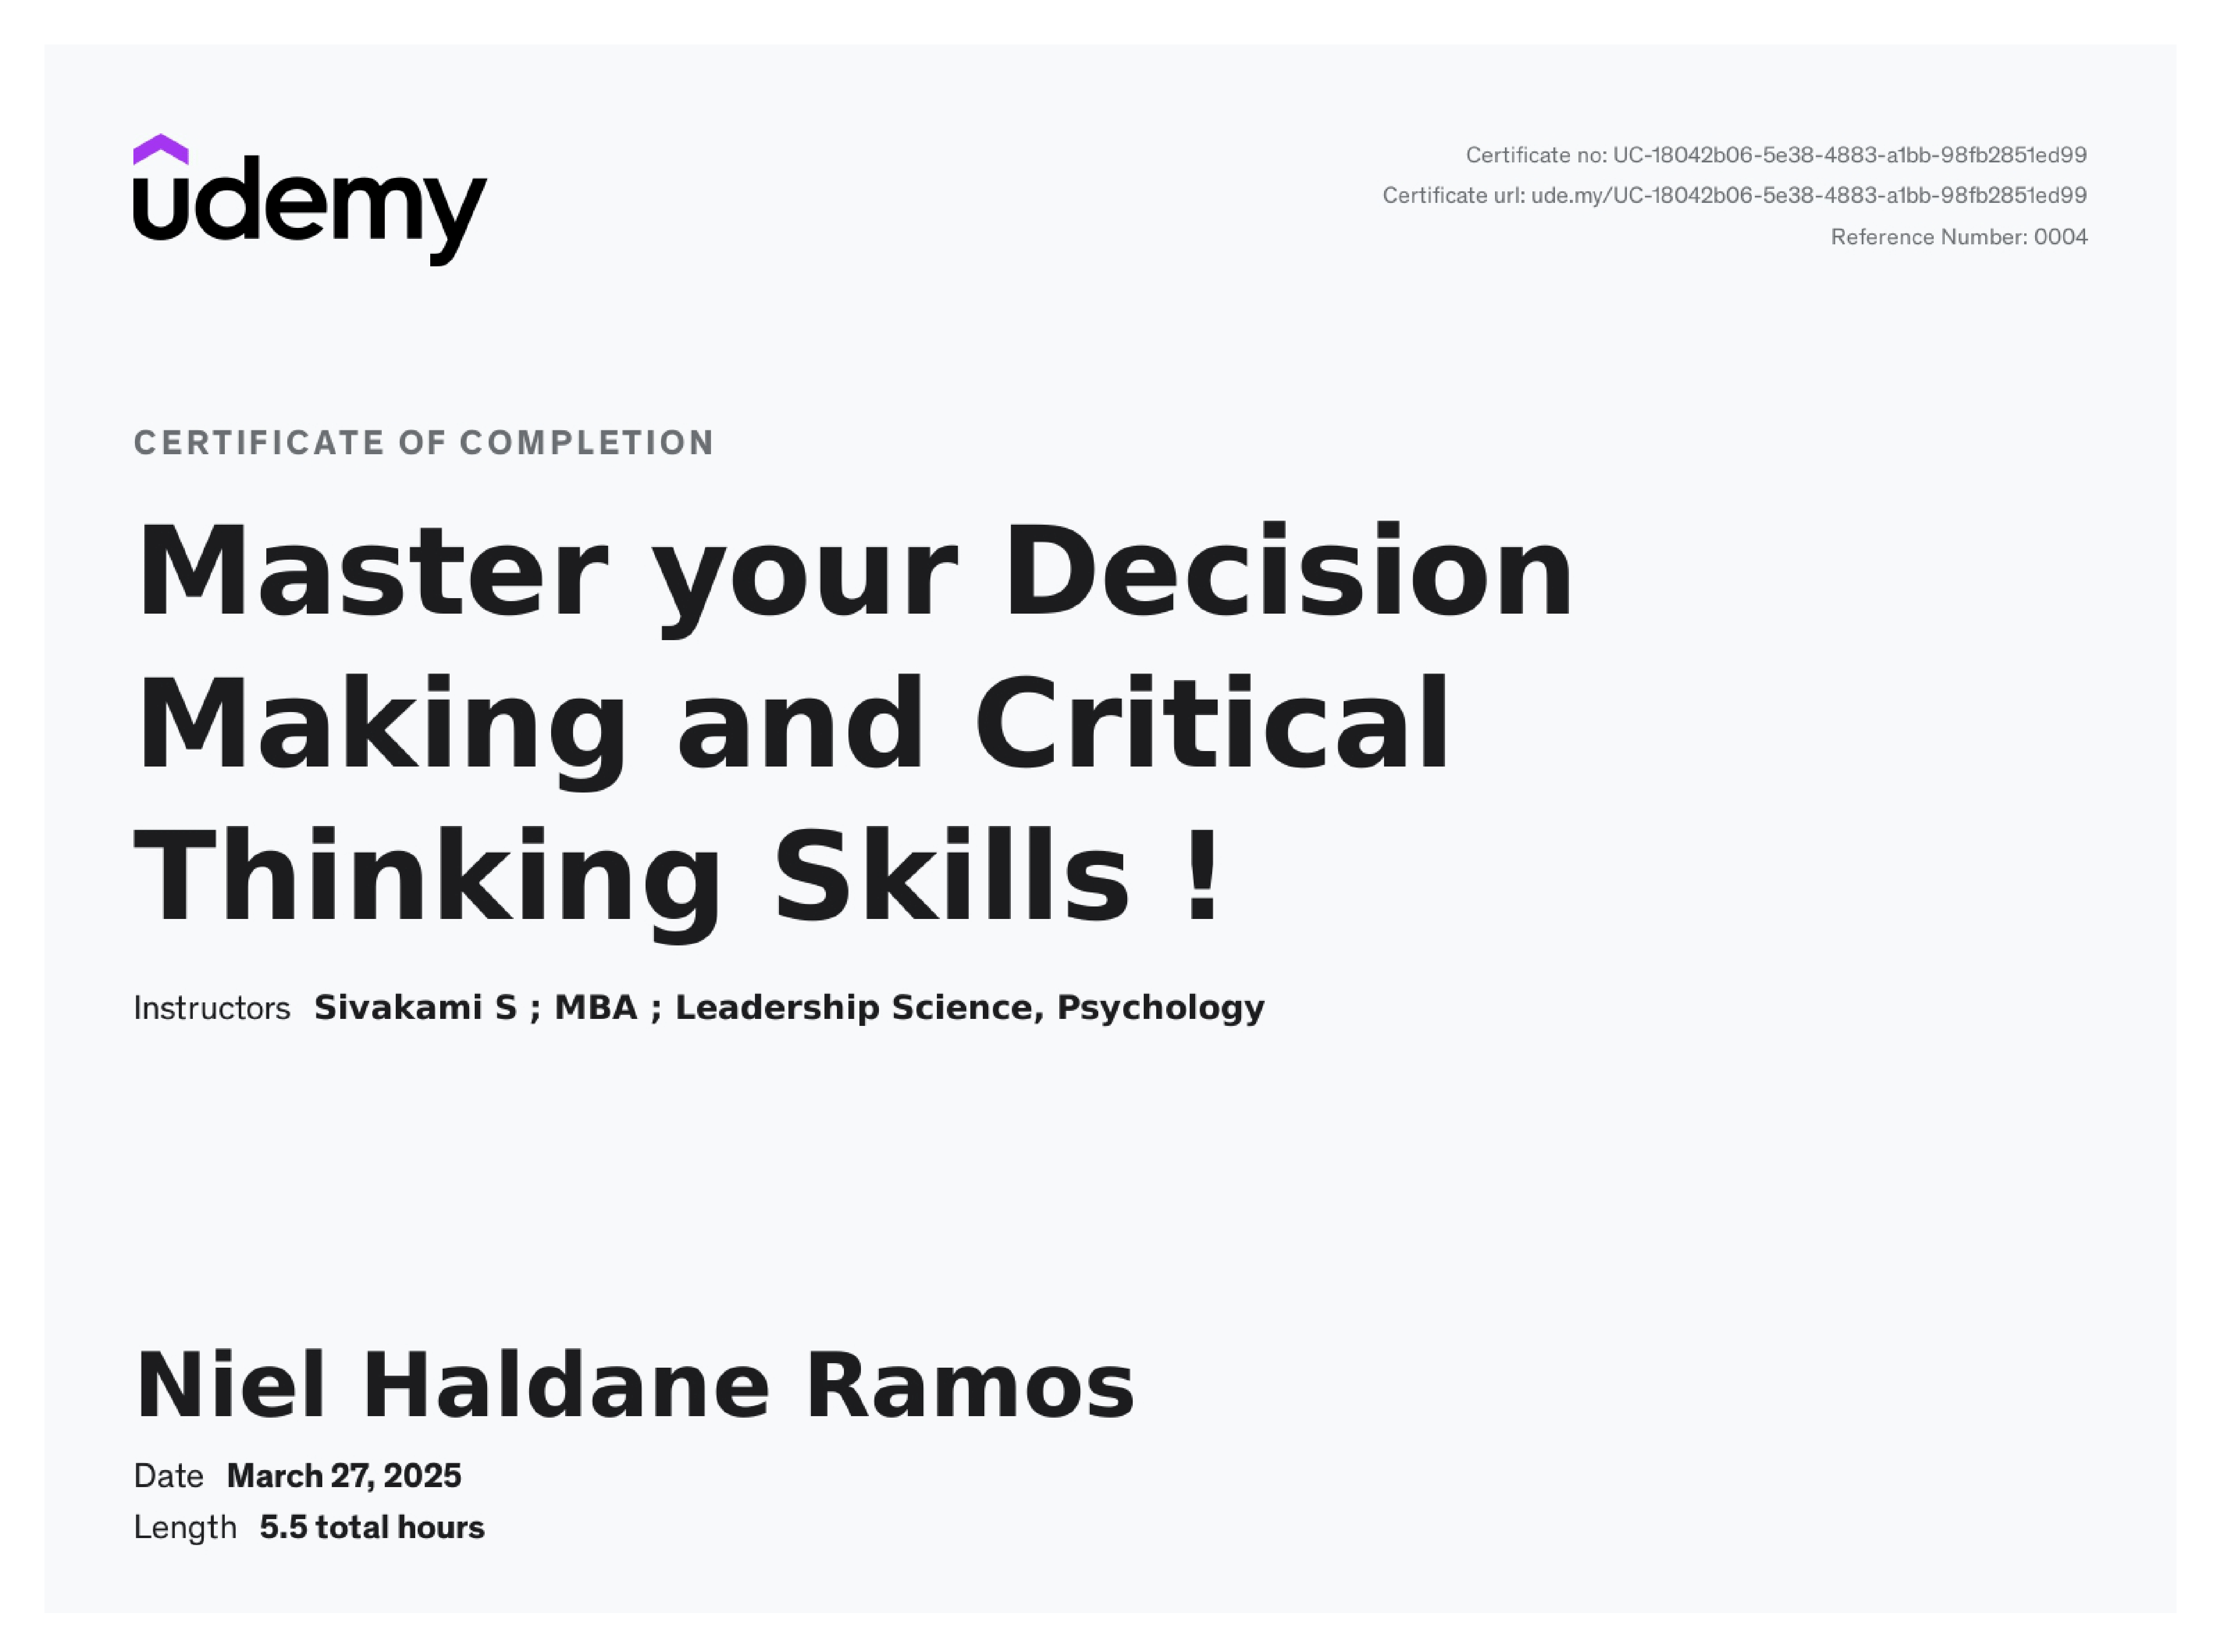 udemy
Certificate no: UC-18042b06-5e38-4883-a1bb-98fb2851ed99
Certificate url: ude.my/UC-18042b06-5e38-4883-a1bb-98fb2851ed99
Reference Number: 0004
CERTIFICATE OF COMPLETION
Master your Decision
Making and Critical
Thinking Skills !
Instructors Sivakami S ; MBA ; Leadership Science, Psychology
Niel Haldane Ramos
Date March 27, 2025
Length 5.5 total hours